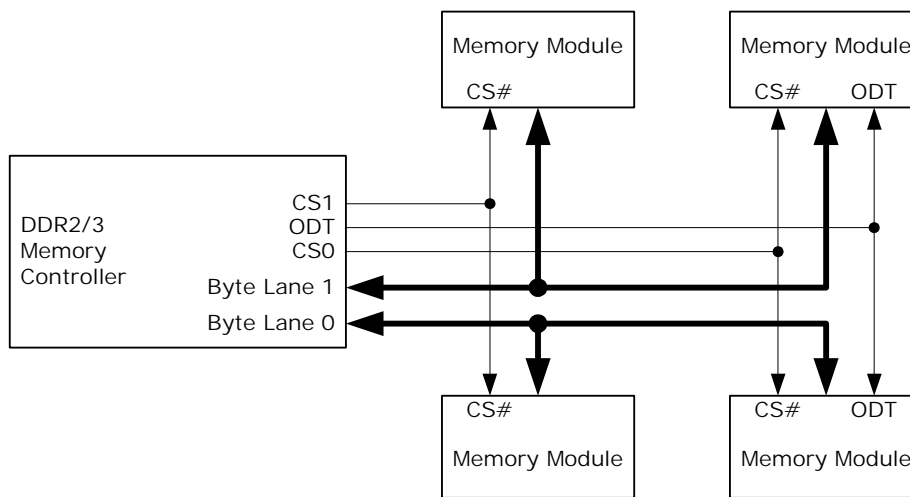 Memory Module
CS#
Memory Module
CS# ODT
DDR2/3
Memory
Controller
CS1
ODT
CS0
Byte Lane 1
Byte Lane 0
CS#
Memory Module
CS# ODT
Memory Module